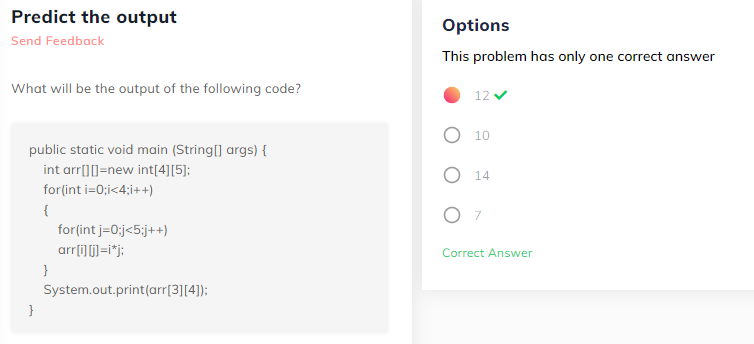 Predict the output
Send Feedback
What will be the output of the following code?
public static void main (String[] args) {
int arr[][]=new int[4][5];
for(int i=0;i<4;i++)
{
for(int j=0;j<5;j++)
arr[i][j]=i*j;
}
System.out.print(arr[3][4]);
}
Options
This problem has only one correct answer
12
10
14
7
Correct Answer